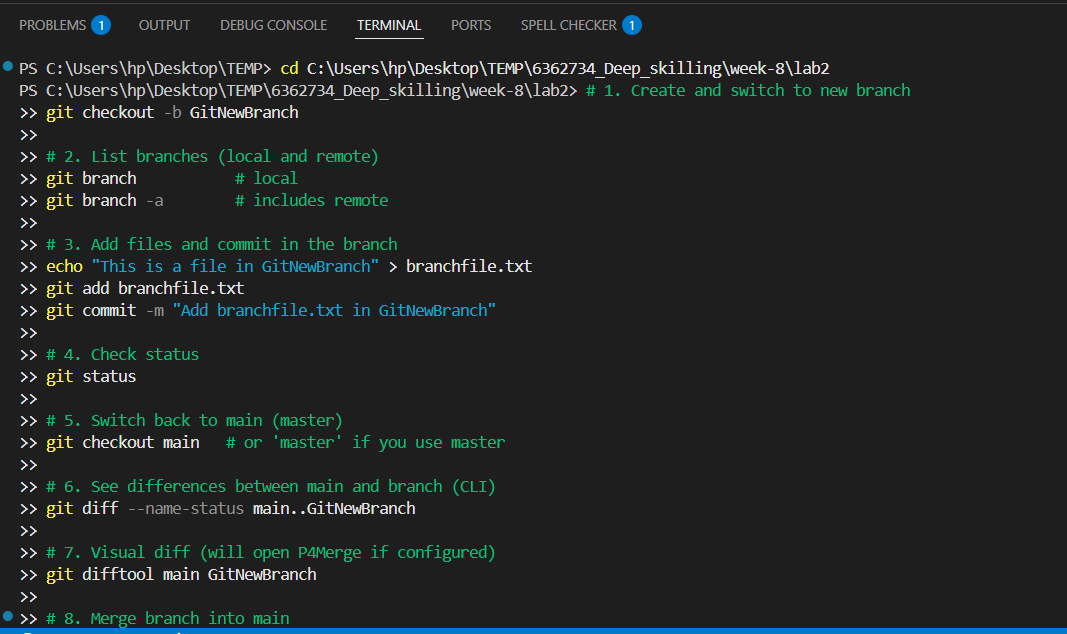 PROBLEMS 1 OUTPUT DEBUG CONSOLE TERMINAL PORTS SPELL CHECKER 1
PS C:\Users\hp\Desktop\TEMP> cd C:\Users\hp\Desktop\TEMP\6362734_Deep_skilling\week-8\lab2
PS C:\Users\hp\Desktop\TEMP\6362734_Deep_skilling\week-8\lab2> # 1. Create and switch to new branch
>> git checkout -b GitNewBranch
>>
>> # 2. List branches (local and remote)
>> git branch           # local
>> git branch -a        # includes remote
>>
>> # 3. Add files and commit in the branch
>> echo "This is a file in GitNewBranch" > branchfile.txt
>> git add branchfile.txt
>> git commit -m "Add branchfile.txt in GitNewBranch"
>>
>> # 4. Check status
>> git status
>>
>> # 5. Switch back to main (master)
>> git checkout main   # or 'master' if you use master
>>
>> # 6. See differences between main and branch (CLI)
>> git diff --name-status main..GitNewBranch
>>
>> # 7. Visual diff (will open P4Merge if configured)
>> git difftool main GitNewBranch
>>
>> # 8. Merge branch into main